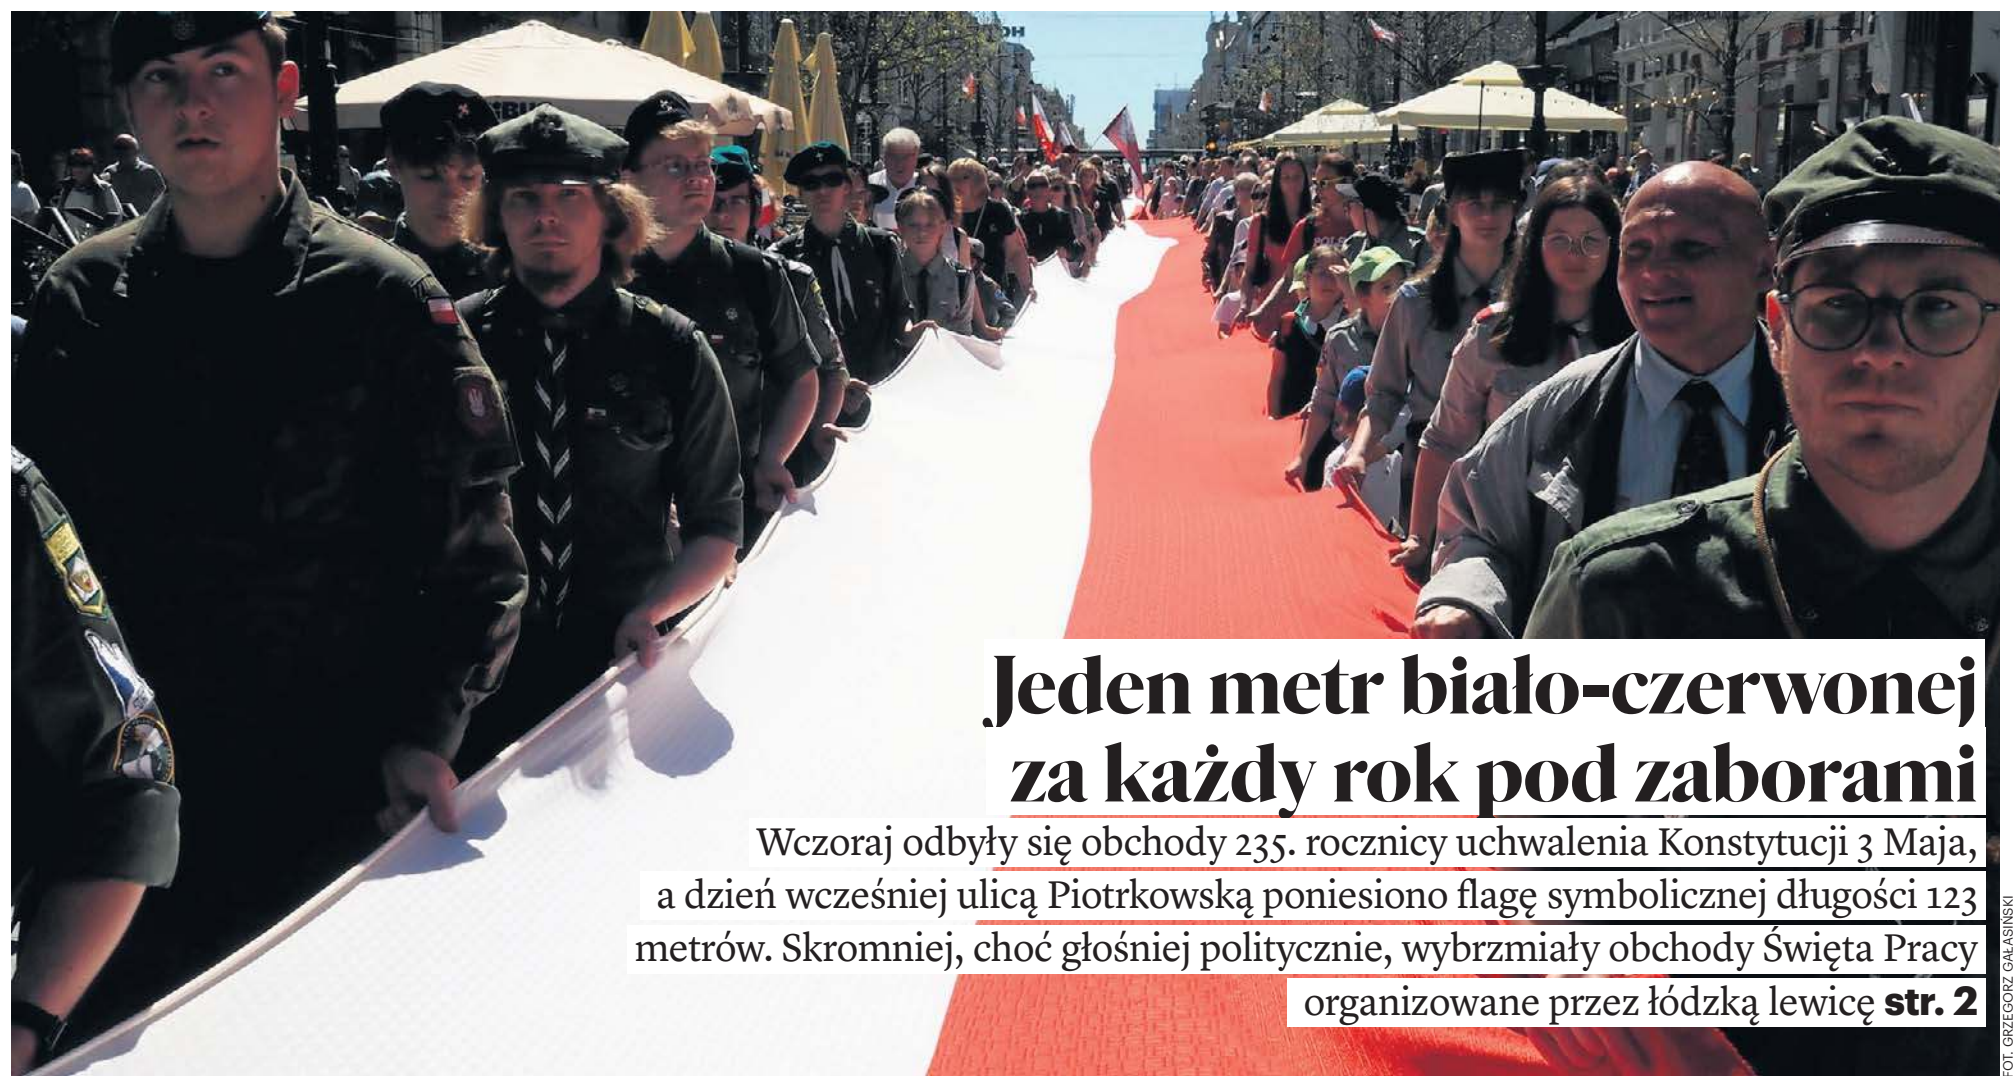 Jeden metr biało-czerwonej
za każdy rok pod zaborami
Wczoraj odbyły się obchody 235. rocznicy uchwalenia Konstytucji 3 Maja,
a dzień wcześniej ulicą Piotrkowską poniesiono flagę symbolicznej długości 123
metrów. Skromniej, choć głośniej politycznie, wybrzmiały obchody Święta Pracy
organizowane przez łódzką lewicę str. 2
FOT. GRZEGORZ GAŁASIŃSKI